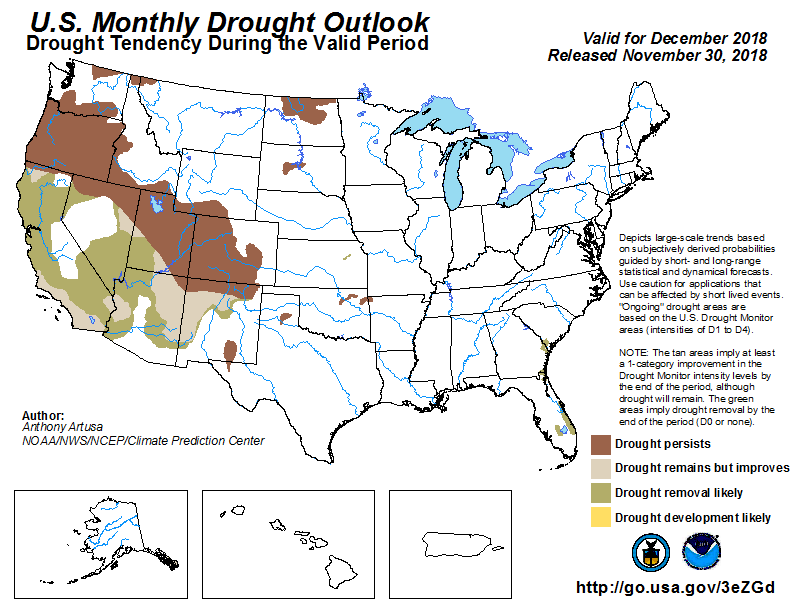 U.S. Monthly Drought Outlook
Drought Tendency During the Valid Period
Valid for December 2018
Released November 30, 2018
Depicts large-scale trends based
on subjectively derived probabilities
guided by short- and long-range
statistical and dynamical forecasts.
Use caution for applications that
can be affected by short lived events.
"Ongoing" drought areas are
based on the U.S. Drought Monitor
areas (intensities of D1 to D4).
NOTE: The tan areas imply at least
a 1-category improvement in the
Drought Monitor intensity levels by
the end of the period, although
drought will remain. The green
areas imply drought removal by the
end of the period (D0 or none).
Author:
Anthony Artusa
NOAA/NWS/NCEP/Climate Prediction Center
Drought persists
Drought remains but improves
Drought removal likely
Drought development likely
http://go.usa.gov/3eZGd